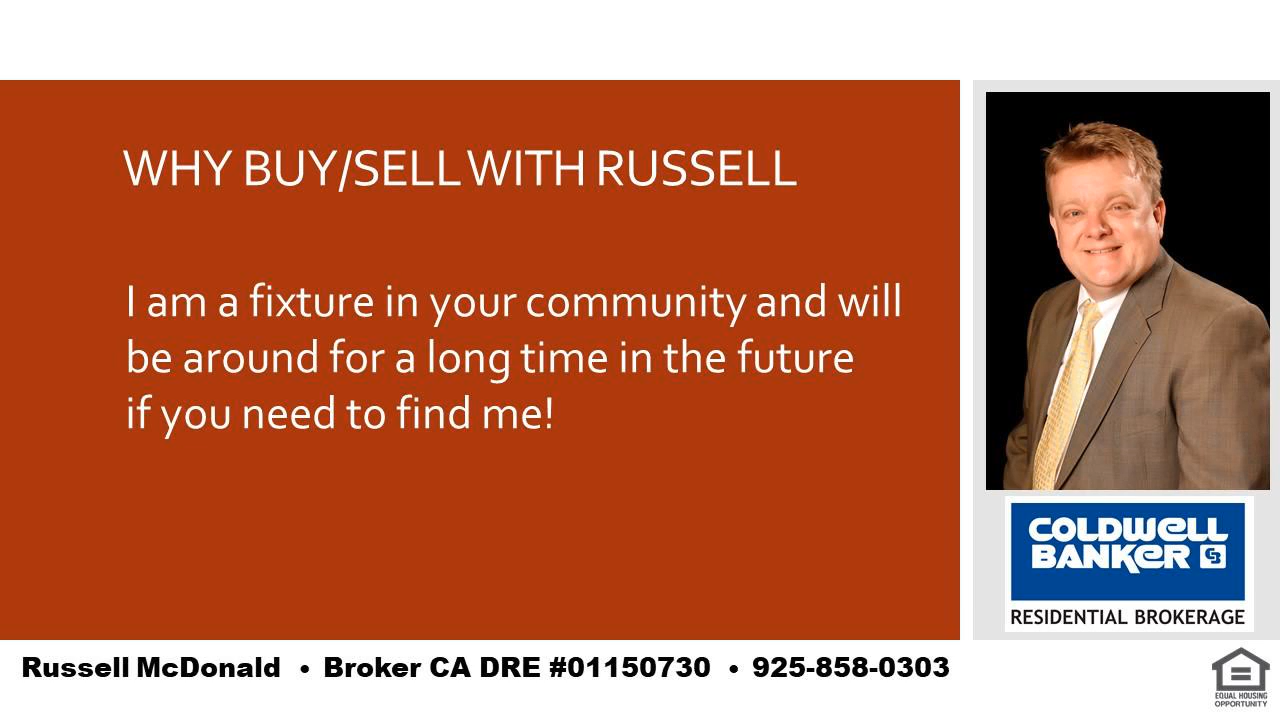 WHY BUY/SELL WITH RUSSELL
I am a fixture in your community and will
be around for a long time in the future
if you need to find me!
COLDWELL
BANKER CB
RESIDENTIAL BROKERAGE
Russell McDonald • Broker CA DRE #01150730 • 925-858-0303
EQUAL HOUSING
OPPORTUNITY